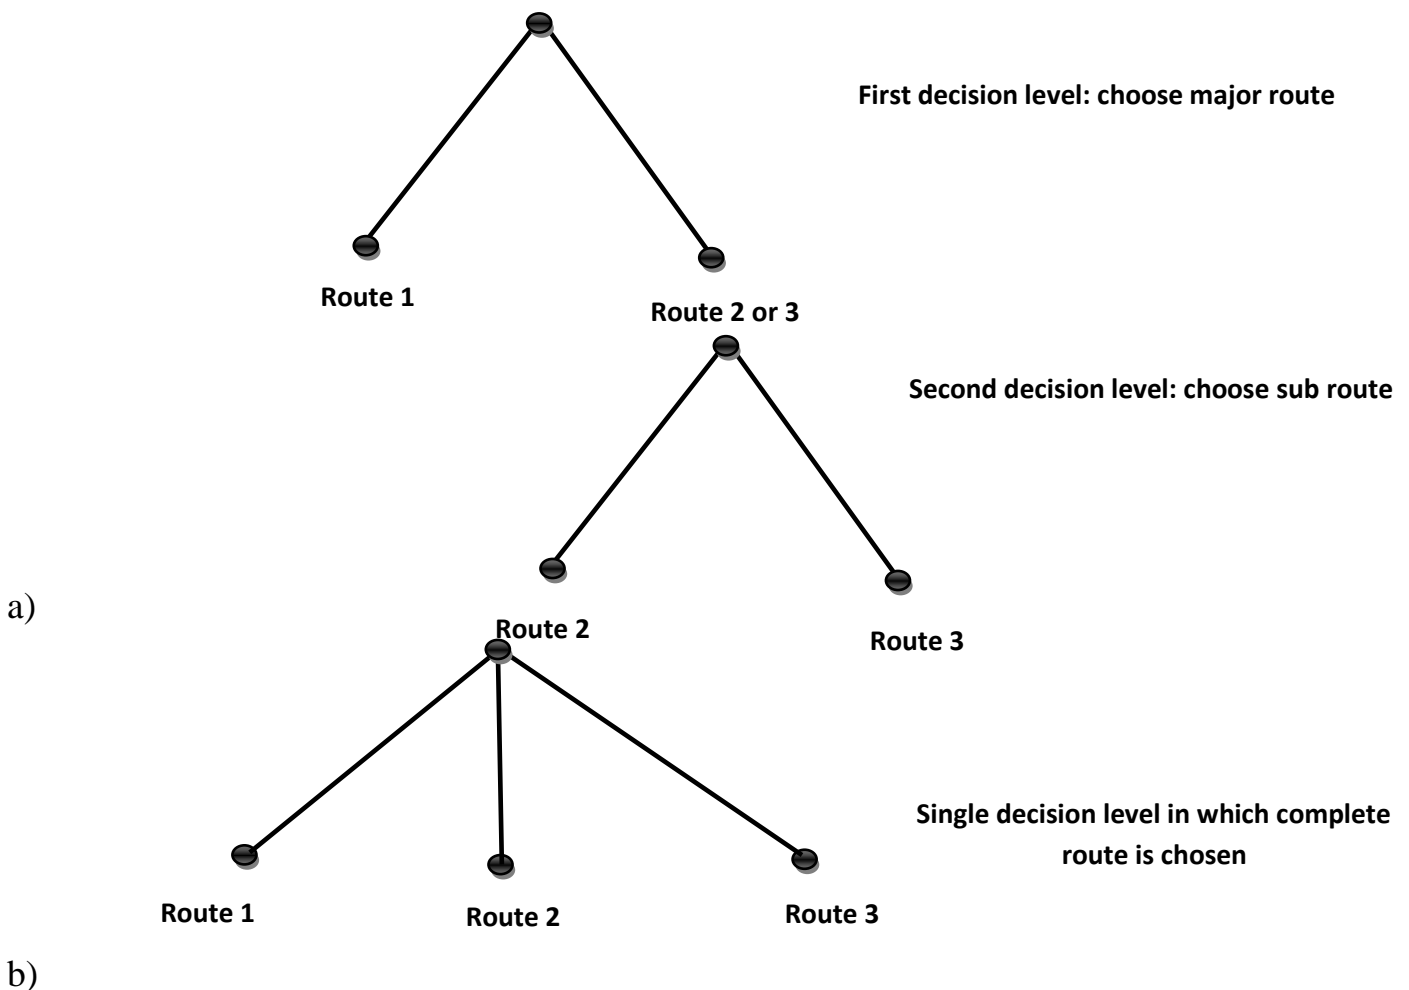 First decision level: choose major route
Route 1
Route 2 or 3
Second decision level: choose sub route
a)
Route 2
Route 3
Single decision level in which complete
route is chosen
Route 1
Route 2
Route 3
b)